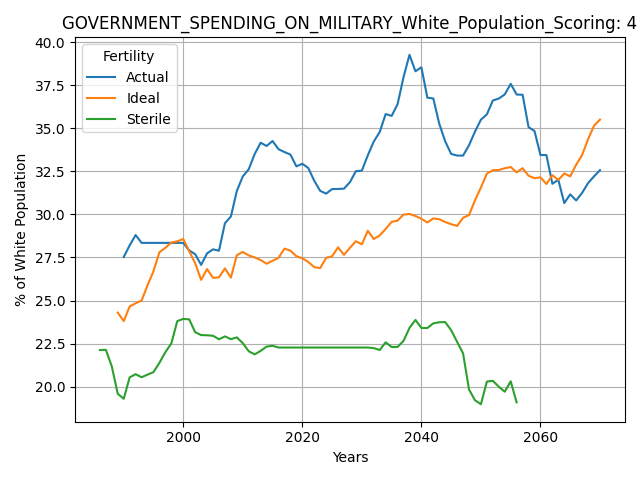 GOVERNMENT_SPENDING_ON_MILITARY_White_Population_Scoring: 4
Fertility
Actual
Ideal
Sterile
% of White Population
40.0
37.5
35.0
32.5
30.0
27.5
25.0
22.5
20.0
2000
2020
2040
2060
Years